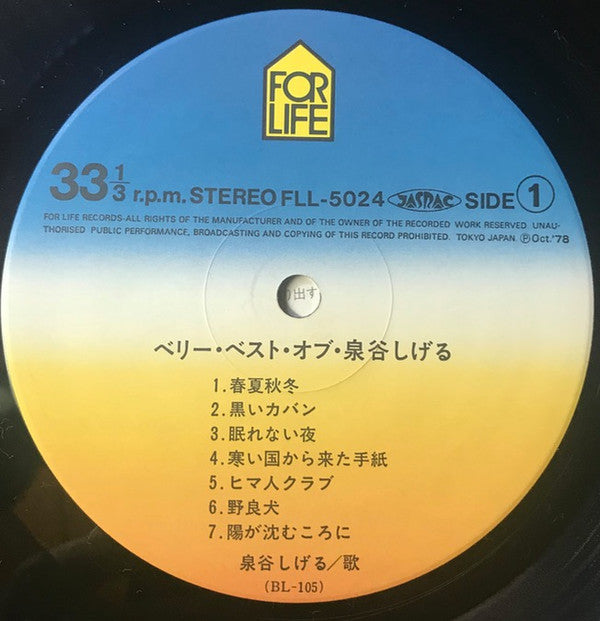 FOR
LIFE
33 1/3 r.p.m. STEREO FLL-5024 JASRAC SIDE 1
FOR LIFE RECORDS-ALL RIGHTS OF THE MANUFACTURER AND OF THE OWNER OF THE RECORDED WORK RESERVED UNAU-
THORISED PUBLIC PERFORMANCE, BROADCASTING AND COPYING OF THIS RECORD PROHIBITED. TOKYO JAPAN ℗Oct.'78
り出す
ベリー・ベスト・オブ・泉谷しげる
1.春夏秋冬
2.黒いカバン
3.眠れない夜
4.寒い国から来た手紙
5.ヒマ人クラブ
6.野良犬
7.陽が沈むころに
泉谷しげる/歌
(BL-105)